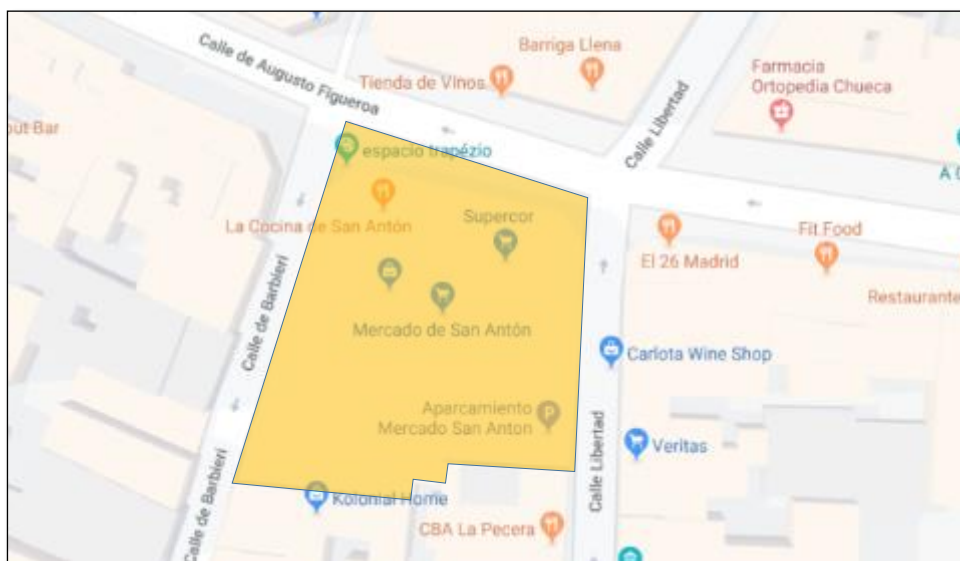 Calle de Augusto Figueroa
Barriga Llena
Tienda de Vinos
Farmacia
Ortopedia Chueca
Calle Libertad
out Bar
espacio trapézio
A C
La Cocina de San Antón
Supercor
El 26 Madrid
Fit Food
Calle de Barbieri
Restaurante
Mercado de San Antón
Carlota Wine Shop
Aparcamiento
Mercado San Anton
P
Veritas
Calle Libertad
Calle de Barbieri
Kolonial Home
CBA La Pecera